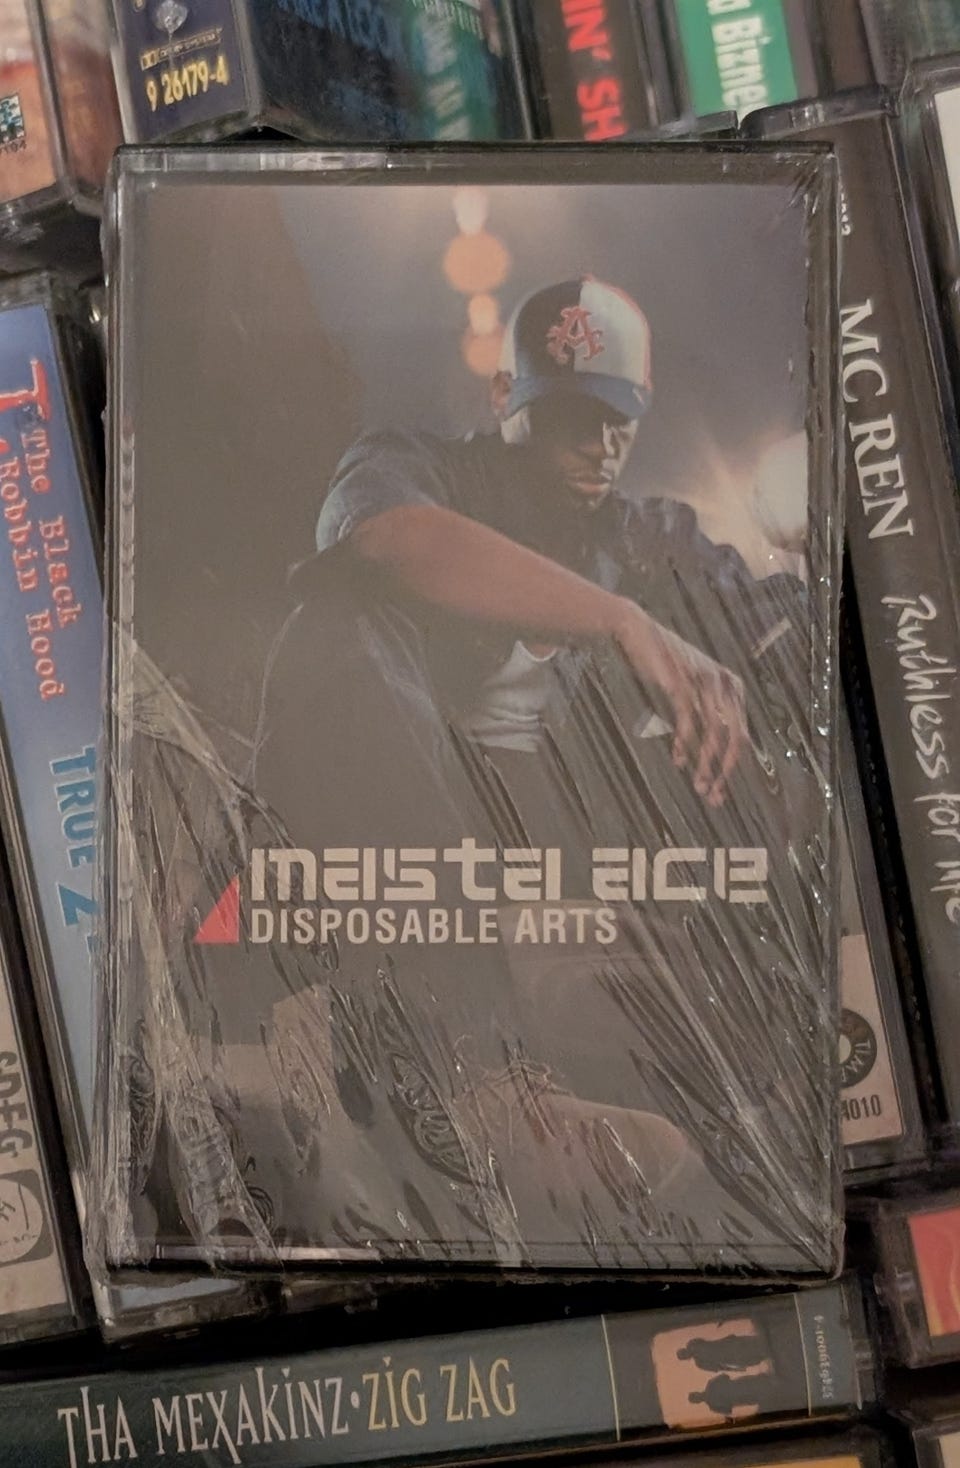 9 26179-4
IN' SH
Bizne
MC REN
Ruthless for life
The Black
Robbin Hood
TRUE
A
masta ace
DISPOSABLE ARTS
4010
THA MEXAKINZ•ZIG ZAG